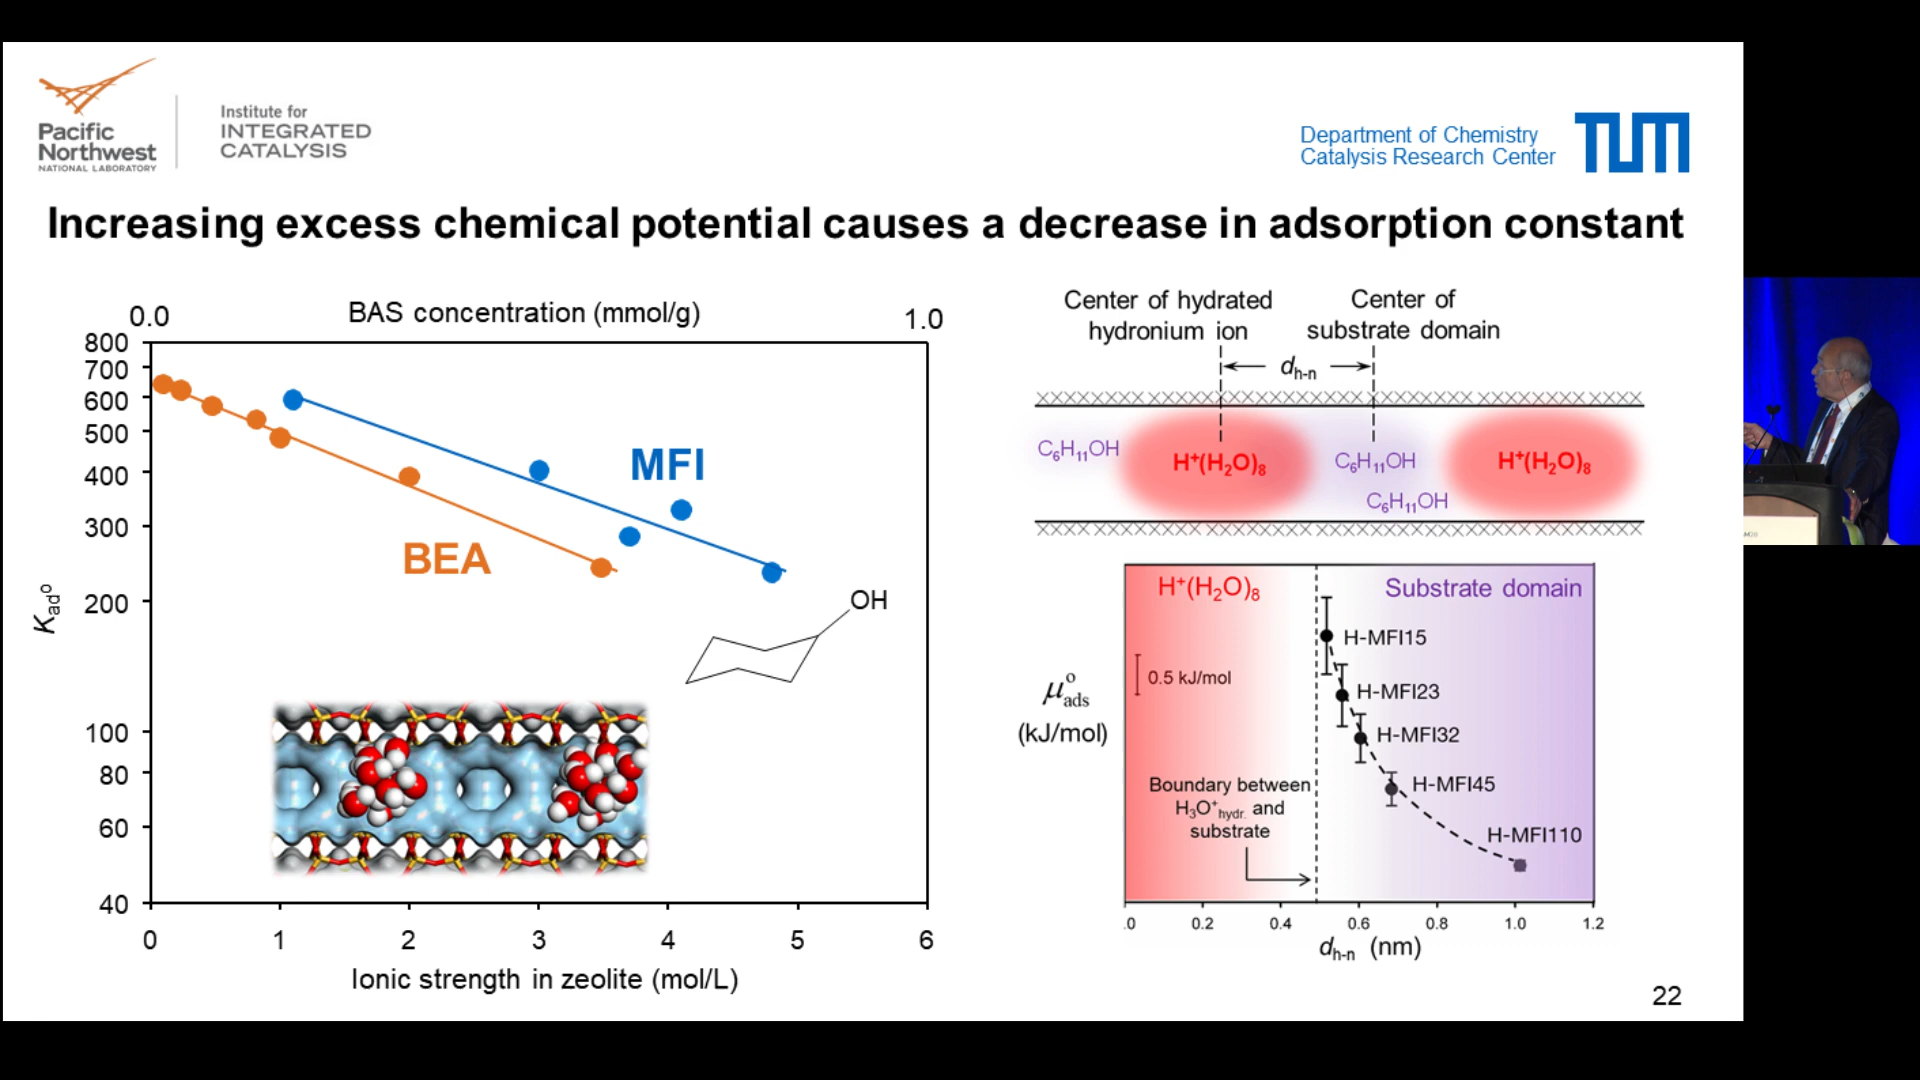 Pacific
Northwest
NATIONAL LABORATORY
Institute for
INTEGRATED
CATALYSIS
Department of Chemistry
Catalysis Research Center
TUM
Increasing excess chemical potential causes a decrease in adsorption constant
0.0
BAS concentration (mmol/g)
1.0
800
700
600
500
400
300
200
100
80
60
40
Kad°
MFI
BEA
OH
0
1
2
3
4
5
6
Ionic strength in zeolite (mol/L)
Center of hydrated
hydronium ion
Center of
substrate domain
dh-n
C6H11OH
H+(H2O)8
C6H11OH
C6H11OH
H+(H2O)8
H+(H2O)8
Substrate domain
0.5 kJ/mol
H-MFI15
H-MFI23
H-MFI32
H-MFI45
H-MFI110
μ°ads
(kJ/mol)
Boundary between
H3O+hydr. and
substrate
.0
0.2
0.4
0.6
0.8
1.0
1.2
dh-n (nm)
22